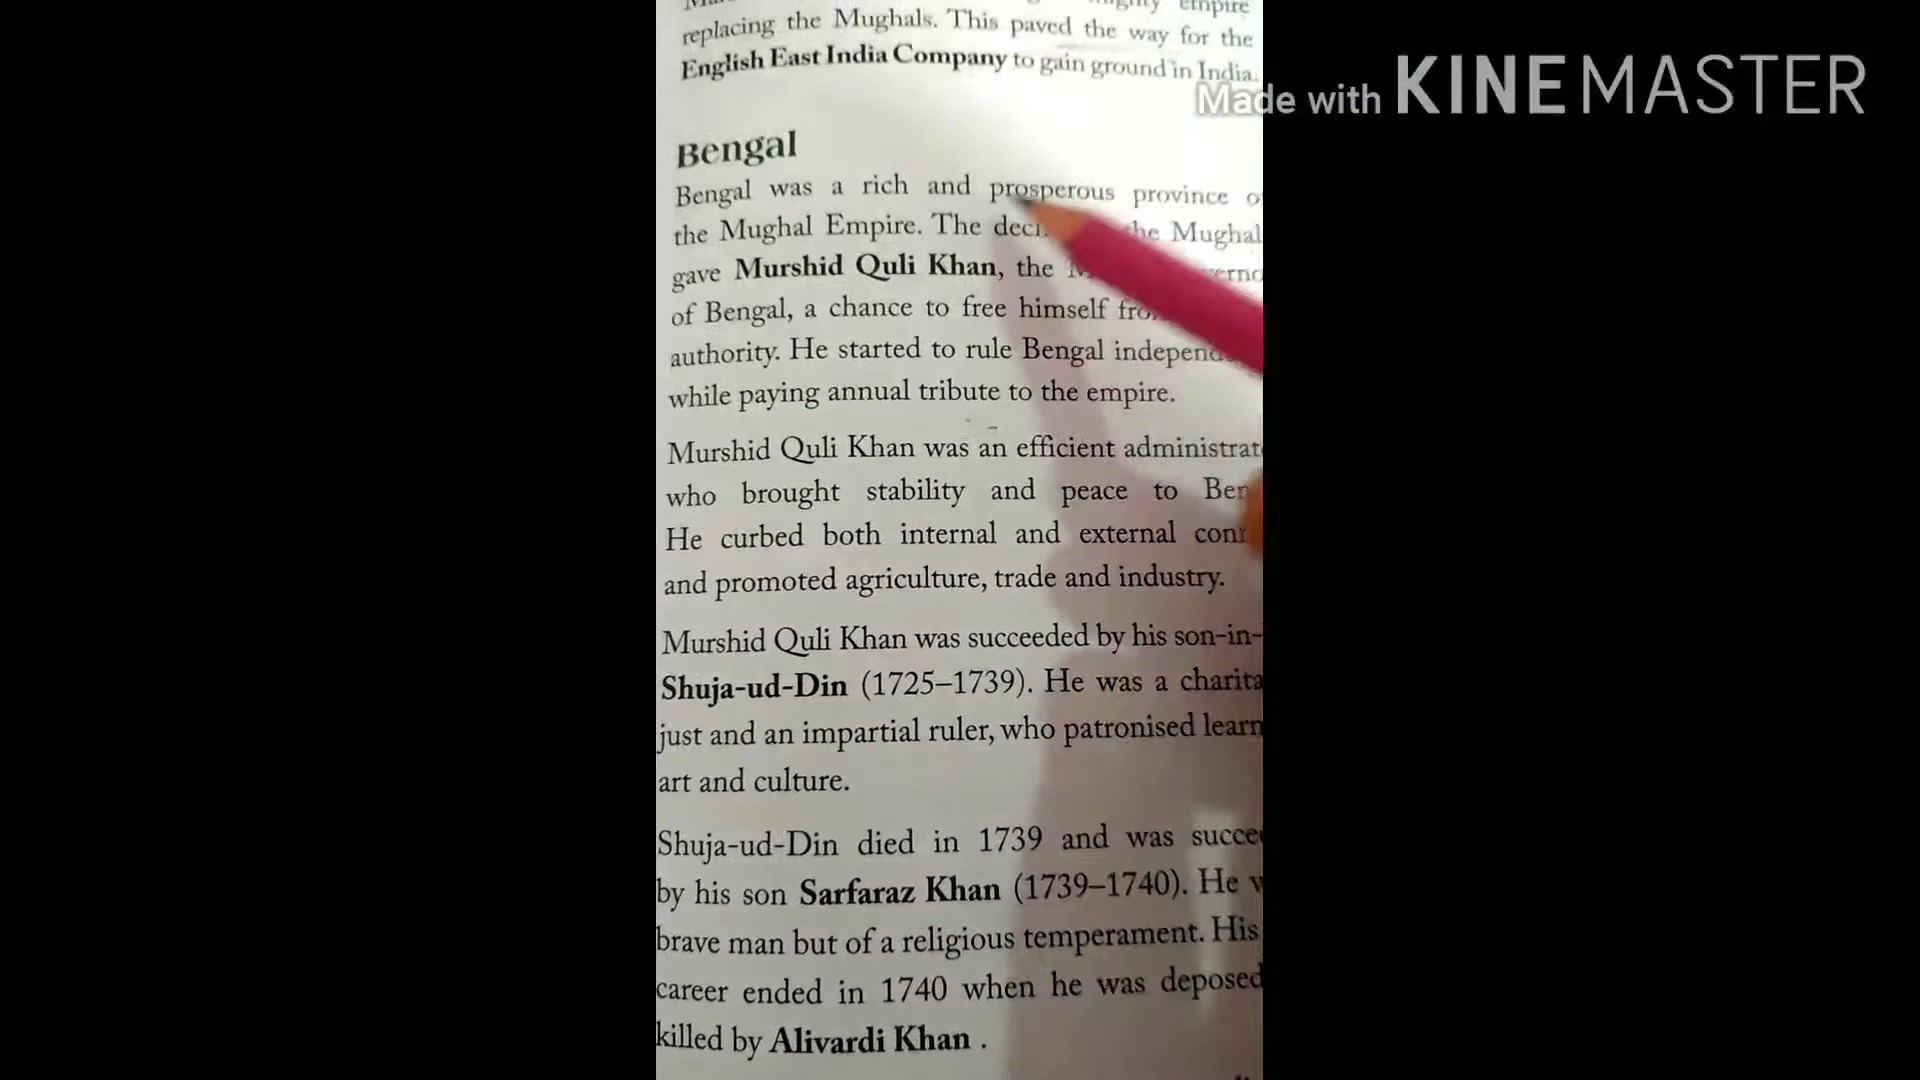 empire
replacing the Mughals. This paved the way for the
English East India Company to gain ground in India.
Made with KINEMASTER
Bengal
Bengal was a rich and prosperous province
the Mughal Empire. The the Mughal
gave Murshid Quli Khan, the
of Bengal, a chance to free himself
authority. He started to rule Bengal
while paying annual tribute to the empire.
Murshid Quli Khan was an efficient
who brought stability and peace to
He curbed both internal and external
and promoted agriculture, trade and industry.
Murshid Quli Khan was succeeded by his son-in-
Shuja-ud-Din (1725–1739). He was a
just and an impartial ruler, who patronised
art and culture.
Shuja-ud-Din died in 1739 and was
by his son Sarfaraz Khan (1739–1740). He
brave man but of a religious temperament. His
career ended in 1740 when he was deposed
killed by Alivardi Khan .